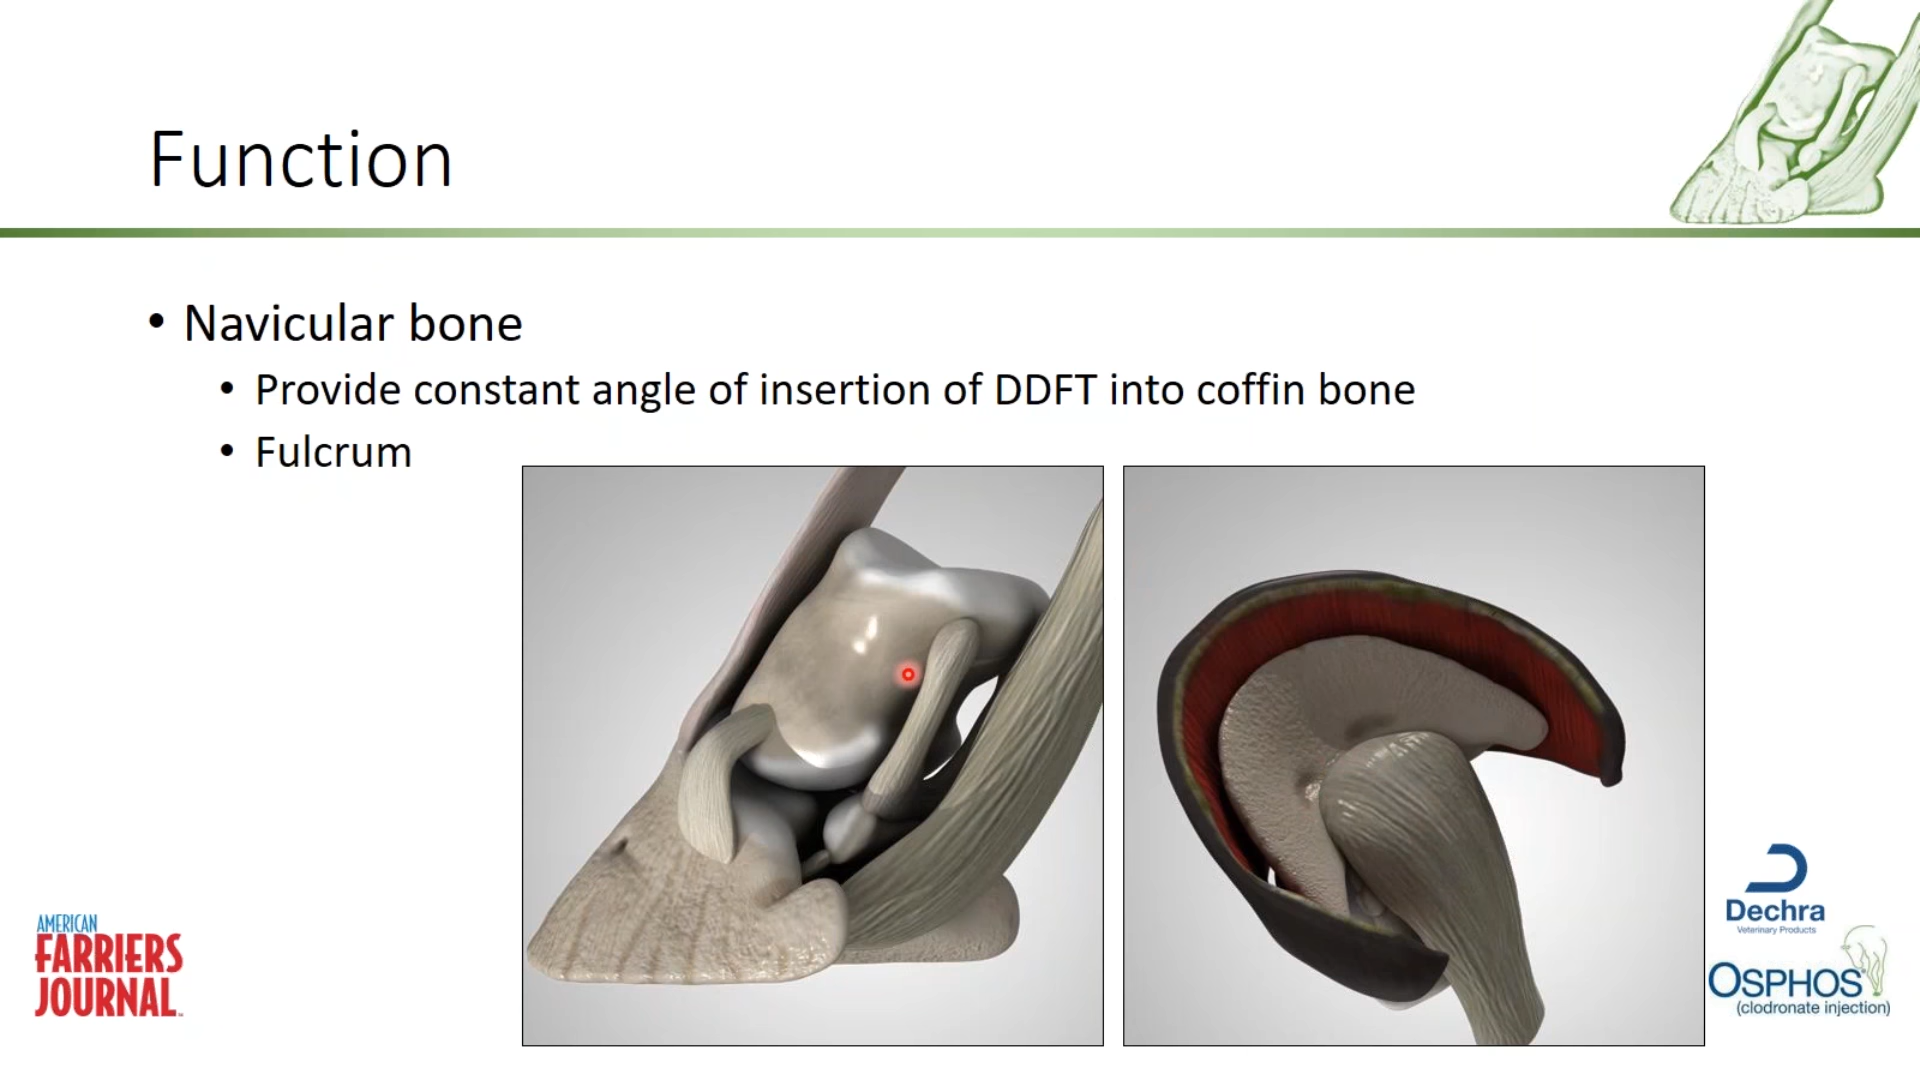 Function
• Navicular bone
• Provide constant angle of insertion of DDFT into coffin bone
• Fulcrum
AMERICAN
FARRIERS
JOURNAL
Dechra
Veterinary Products
OSPHOS
(clodronate injection)